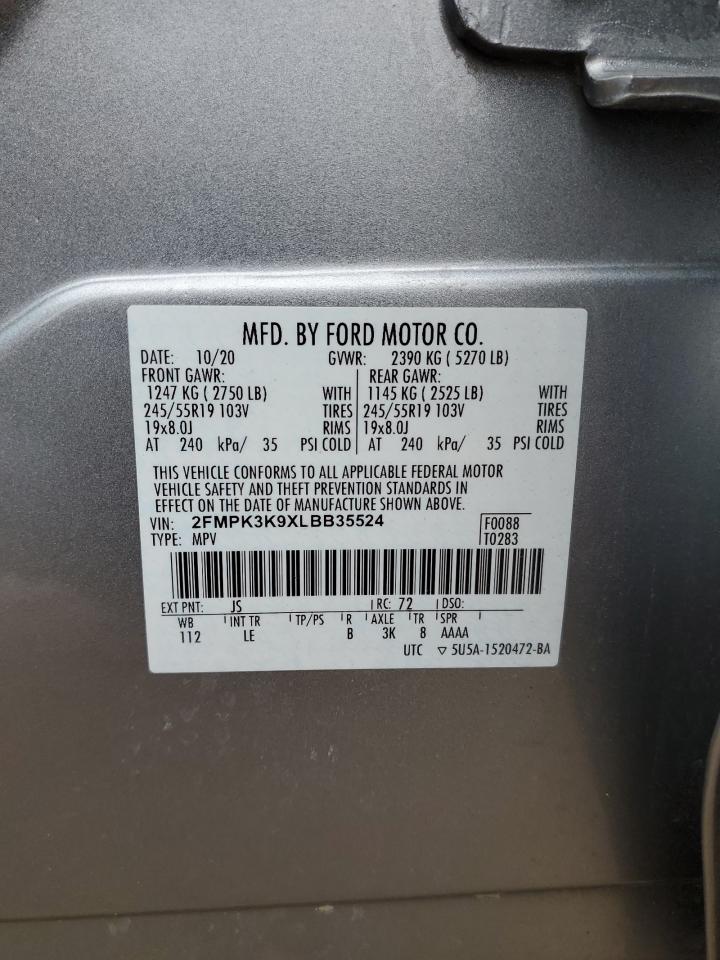 MFD. BY FORD MOTOR CO.
DATE: 10/20 GVWR: 2390 KG ( 5270 LB)
FRONT GAWR: REAR GAWR:
1247 KG ( 2750 LB) WITH 1145 KG ( 2525 LB) WITH
245/55R19 103V TIRES 245/55R19 103V TIRES
19x8.0J RIMS 19x8.0J RIMS
AT 240 kPa/ 35 PSI COLD AT 240 kPa/ 35 PSI COLD
THIS VEHICLE CONFORMS TO ALL APPLICABLE FEDERAL MOTOR
VEHICLE SAFETY AND THEFT PREVENTION STANDARDS IN
EFFECT ON THE DATE OF MANUFACTURE SHOWN ABOVE.
VIN: 2FMPK3K9XLBB35524 F0088
TYPE: MPV T0283
EXT PNT: JS RC: 72 DSO:
WB INT TR TP/PS R AXLE TR SPR
112 LE B 3K 8 AAAA
UTC ▽ 5U5A-1520472-BA